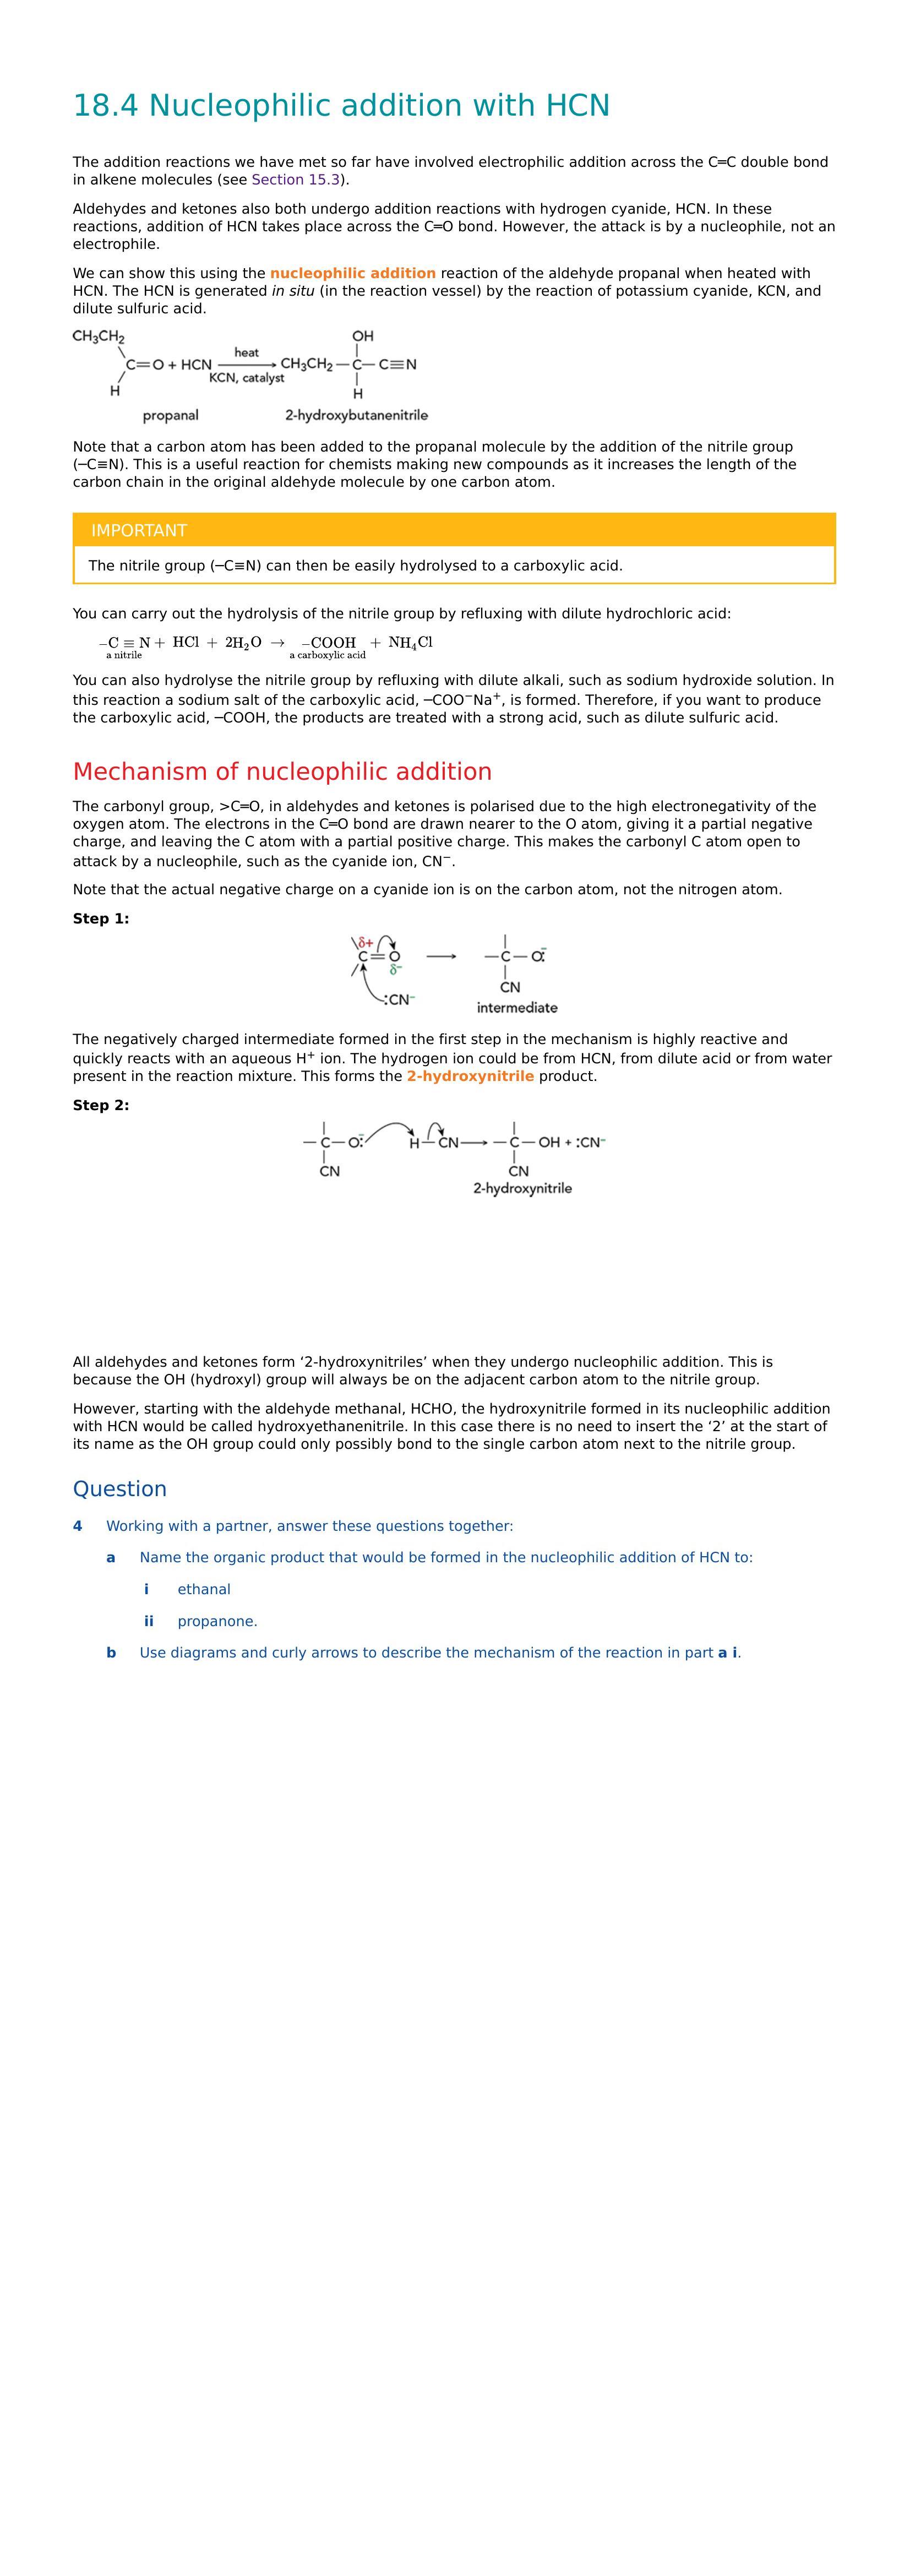 18.4 Nucleophilic addition with HCN
The addition reactions we have met so far have involved electrophilic addition across the C═C double bond
in alkene molecules (see Section 15.3).
Aldehydes and ketones also both undergo addition reactions with hydrogen cyanide, HCN. In these
reactions, addition of HCN takes place across the C═O bond. However, the attack is by a nucleophile, not an
electrophile.
We can show this using the nucleophilic addition reaction of the aldehyde propanal when heated with
HCN. The HCN is generated in situ (in the reaction vessel) by the reaction of potassium cyanide, KCN, and
dilute sulfuric acid.
CH₃CH₂ OH
heat
C=O + HCN ⟶ CH₃CH₂ — C — C≡N
KCN, catalyst
H H
propanal 2-hydroxybutanenitrile
Note that a carbon atom has been added to the propanal molecule by the addition of the nitrile group
(─C≡N). This is a useful reaction for chemists making new compounds as it increases the length of the
carbon chain in the original aldehyde molecule by one carbon atom.
IMPORTANT
The nitrile group (─C≡N) can then be easily hydrolysed to a carboxylic acid.
You can carry out the hydrolysis of the nitrile group by refluxing with dilute hydrochloric acid:
–C ≡ N + HCl + 2H₂O → –COOH + NH₄Cl
a nitrile a carboxylic acid
You can also hydrolyse the nitrile group by refluxing with dilute alkali, such as sodium hydroxide solution. In
this reaction a sodium salt of the carboxylic acid, ─COO⁻Na⁺, is formed. Therefore, if you want to produce
the carboxylic acid, ─COOH, the products are treated with a strong acid, such as dilute sulfuric acid.
Mechanism of nucleophilic addition
The carbonyl group, >C═O, in aldehydes and ketones is polarised due to the high electronegativity of the
oxygen atom. The electrons in the C═O bond are drawn nearer to the O atom, giving it a partial negative
charge, and leaving the C atom with a partial positive charge. This makes the carbonyl C atom open to
attack by a nucleophile, such as the cyanide ion, CN⁻.
Note that the actual negative charge on a cyanide ion is on the carbon atom, not the nitrogen atom.
Step 1:
δ+
C=O ⟶ — C — O:⁻
δ−
:CN⁻ CN
intermediate
The negatively charged intermediate formed in the first step in the mechanism is highly reactive and
quickly reacts with an aqueous H⁺ ion. The hydrogen ion could be from HCN, from dilute acid or from water
present in the reaction mixture. This forms the 2-hydroxynitrile product.
Step 2:
— C — O:⁻ H — CN ⟶ — C — OH + :CN⁻
CN CN
2-hydroxynitrile
All aldehydes and ketones form ‘2-hydroxynitriles’ when they undergo nucleophilic addition. This is
because the OH (hydroxyl) group will always be on the adjacent carbon atom to the nitrile group.
However, starting with the aldehyde methanal, HCHO, the hydroxynitrile formed in its nucleophilic addition
with HCN would be called hydroxyethanenitrile. In this case there is no need to insert the ‘2’ at the start of
its name as the OH group could only possibly bond to the single carbon atom next to the nitrile group.
Question
4 Working with a partner, answer these questions together:
a Name the organic product that would be formed in the nucleophilic addition of HCN to:
i ethanal
ii propanone.
b Use diagrams and curly arrows to describe the mechanism of the reaction in part a i.